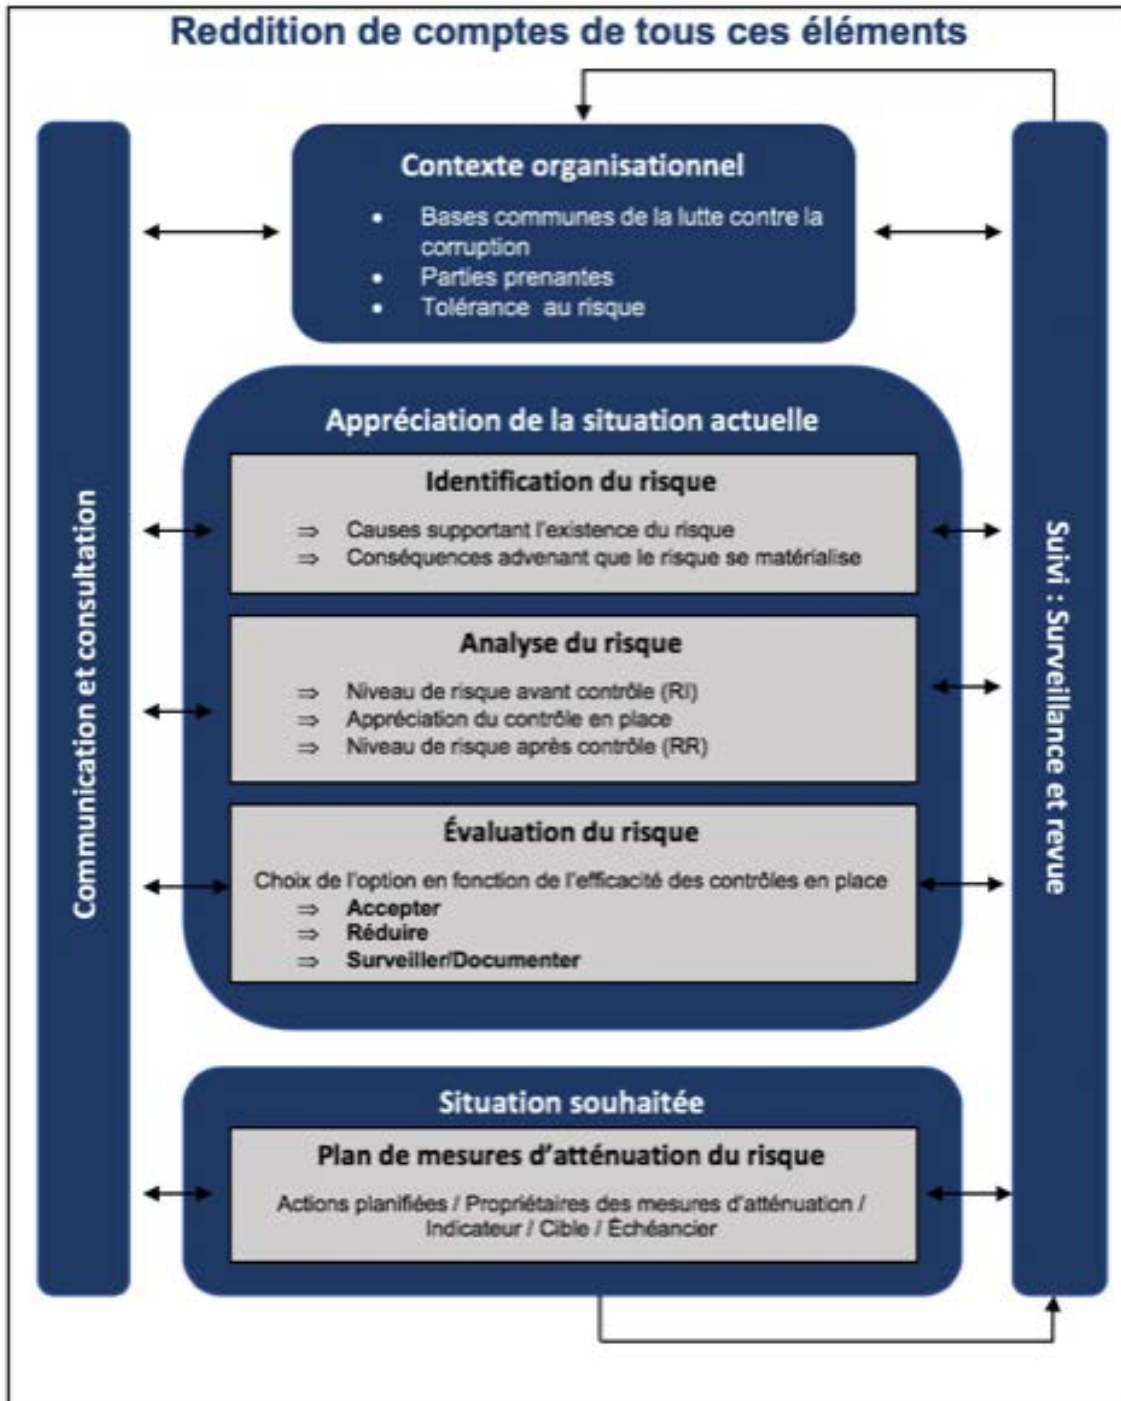 Reddition de comptes de tous ces éléments
Communication et consultation
Contexte organisationnel
• Bases communes de la lutte contre la
corruption
• Parties prenantes
• Tolérance au risque
Appréciation de la situation actuelle
Identification du risque
⇒ Causes supportant l'existence du risque
⇒ Conséquences advenant que le risque se matérialise
Analyse du risque
⇒ Niveau de risque avant contrôle (RI)
⇒ Appréciation du contrôle en place
⇒ Niveau de risque après contrôle (RR)
Évaluation du risque
Choix de l'option en fonction de l'efficacité des contrôles en place
⇒ Accepter
⇒ Réduire
⇒ Surveiller/Documenter
Situation souhaitée
Plan de mesures d'atténuation du risque
Actions planifiées / Propriétaires des mesures d'atténuation /
Indicateur / Cible / Échéancier
Suivi : Surveillance et revue